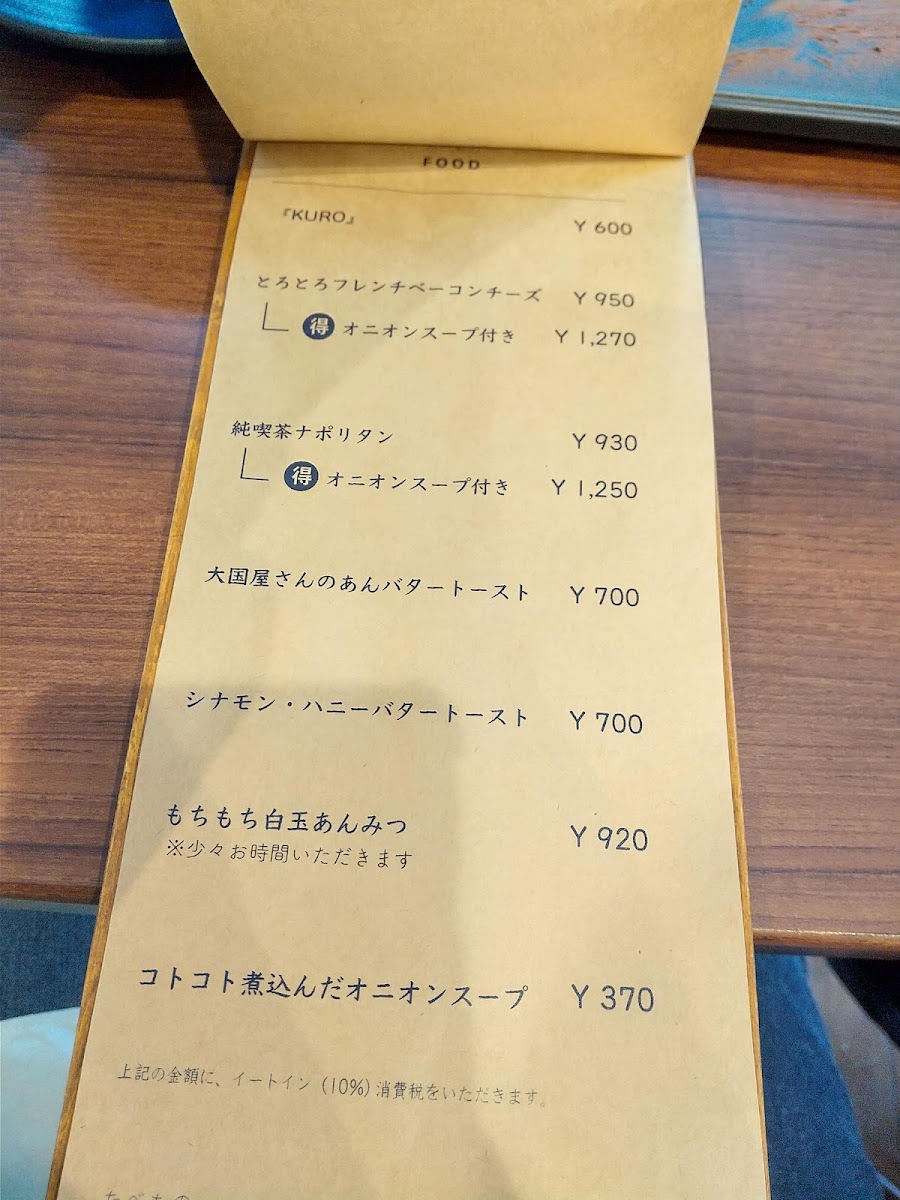 FOOD
『KURO』 ¥ 600
とろとろフレンチベーコンチーズ ¥ 950
得 オニオンスープ付き ¥ 1,270
純喫茶ナポリタン ¥ 930
得 オニオンスープ付き ¥ 1,250
大国屋さんのあんバタートースト ¥ 700
シナモン・ハニーバタートースト ¥ 700
もちもち白玉あんみつ ¥ 920
※少々お時間いただきます
コトコト煮込んだオニオンスープ ¥ 370
上記の金額に、イートイン (10%) 消費税をいただきます。